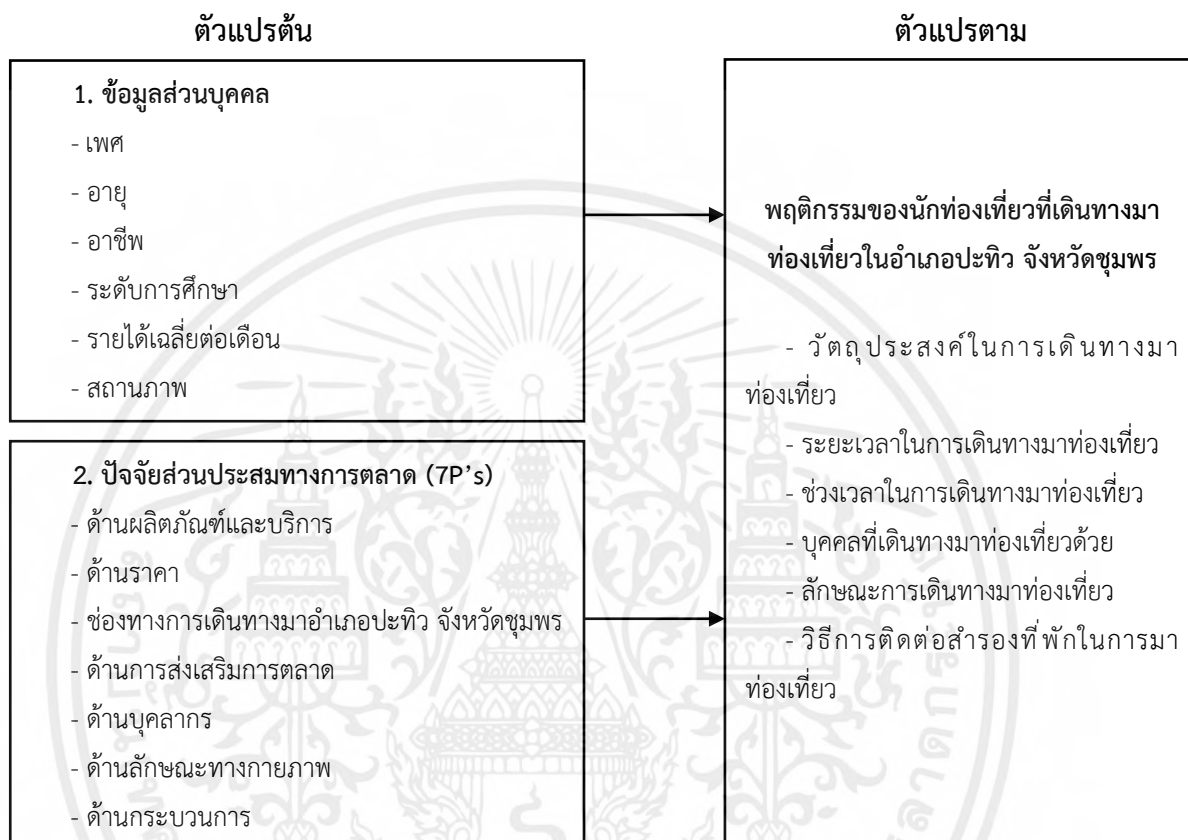 ตัวแปรต้น
1. ข้อมูลส่วนบุคคล
- เพศ
- อายุ
- อาชีพ
- ระดับการศึกษา
- รายได้เฉลี่ยต่อเดือน
- สถานภาพ
2. ปัจจัยส่วนประสมทางการตลาด (7P’s)
- ด้านผลิตภัณฑ์และบริการ
- ด้านราคา
- ช่องทางการเดินทางมาอำเภอปะทิว จังหวัดชุมพร
- ด้านการส่งเสริมการตลาด
- ด้านบุคลากร
- ด้านลักษณะทางกายภาพ
- ด้านกระบวนการ
ตัวแปรตาม
พฤติกรรมของนักท่องเที่ยวที่เดินทางมา
ท่องเที่ยวในอำเภอปะทิว จังหวัดชุมพร
- วัตถุประสงค์ในการเดินทางมา
ท่องเที่ยว
- ระยะเวลาในการเดินทางมาท่องเที่ยว
- ช่วงเวลาในการเดินทางมาท่องเที่ยว
- บุคคลที่เดินทางมาท่องเที่ยวด้วย
- ลักษณะการเดินทางมาท่องเที่ยว
- วิธีการติดต่อสำรองที่พักในการมา
ท่องเที่ยว